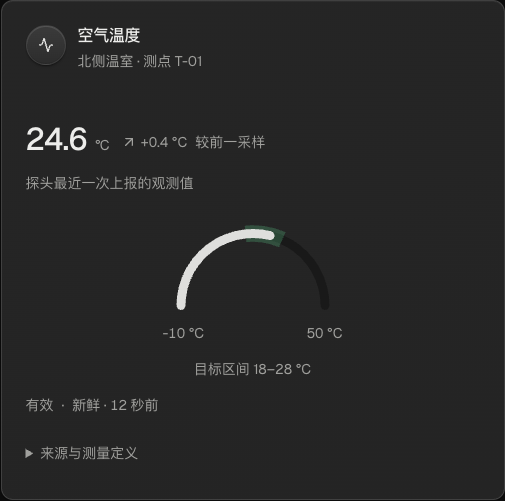 空气温度
北侧温室 · 测点 T-01
24.6 °C ↗ +0.4 °C 较前一采样
探头最近一次上报的观测值
-10 °C 50 °C
目标区间 18–28 °C
有效 · 新鲜 · 12 秒前
▶ 来源与测量定义